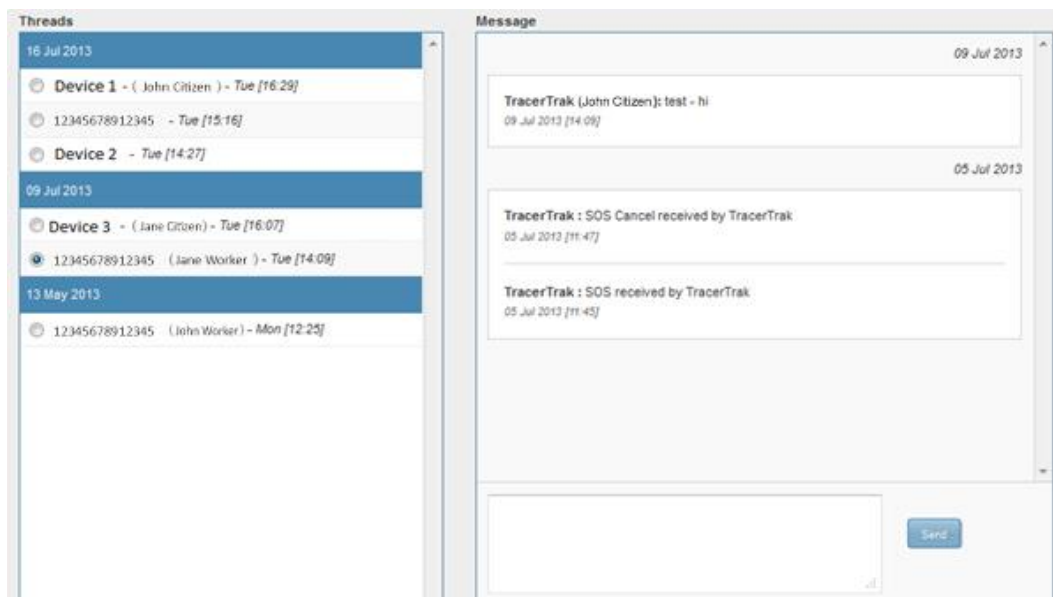 Threads
16 Jul 2013
Device 1 - ( John Citizen ) - Tue [16:29]
12345678912345 - Tue [15:16]
Device 2 - Tue [14:27]
09 Jul 2013
Device 3 - ( Jane Citizen) - Tue [16:07]
12345678912345 (Jane Worker ) - Tue [14:09]
13 May 2013
12345678912345 (John Worker) - Mon [12:25]
Message
09 Jul 2013
TracerTrak (John Citizen): test - hi
09 Jul 2013 [14:09]
05 Jul 2013
TracerTrak : SOS Cancel received by TracerTrak
05 Jul 2013 [11:47]
TracerTrak : SOS received by TracerTrak
05 Jul 2013 [11:45]
Send